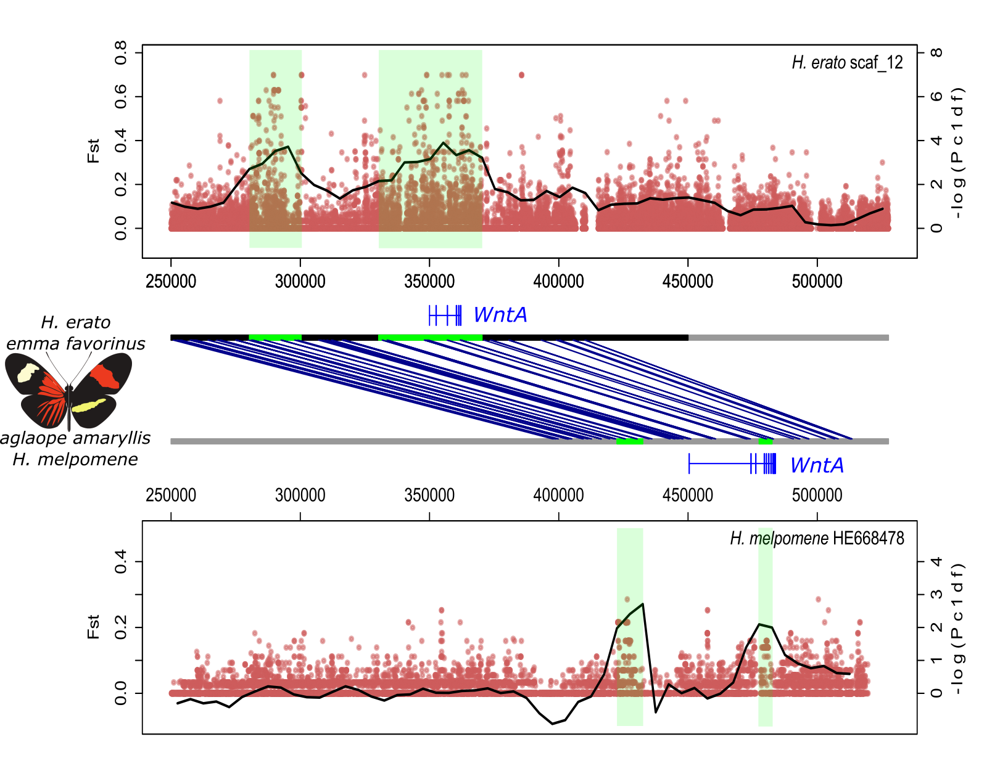 H. erato scaf_12
Fst
0.0 0.2 0.4 0.6 0.8
0 2 4 6 8
-log(Pc1df)
250000 300000 350000 400000 450000 500000
WntA
H. erato
emma favorinus
aglaope amaryllis
H. melpomene
WntA
250000 300000 350000 400000 450000 500000
H. melpomene HE668478
Fst
0.0 0.2 0.4
0 1 2 3 4
-log(Pc1df)